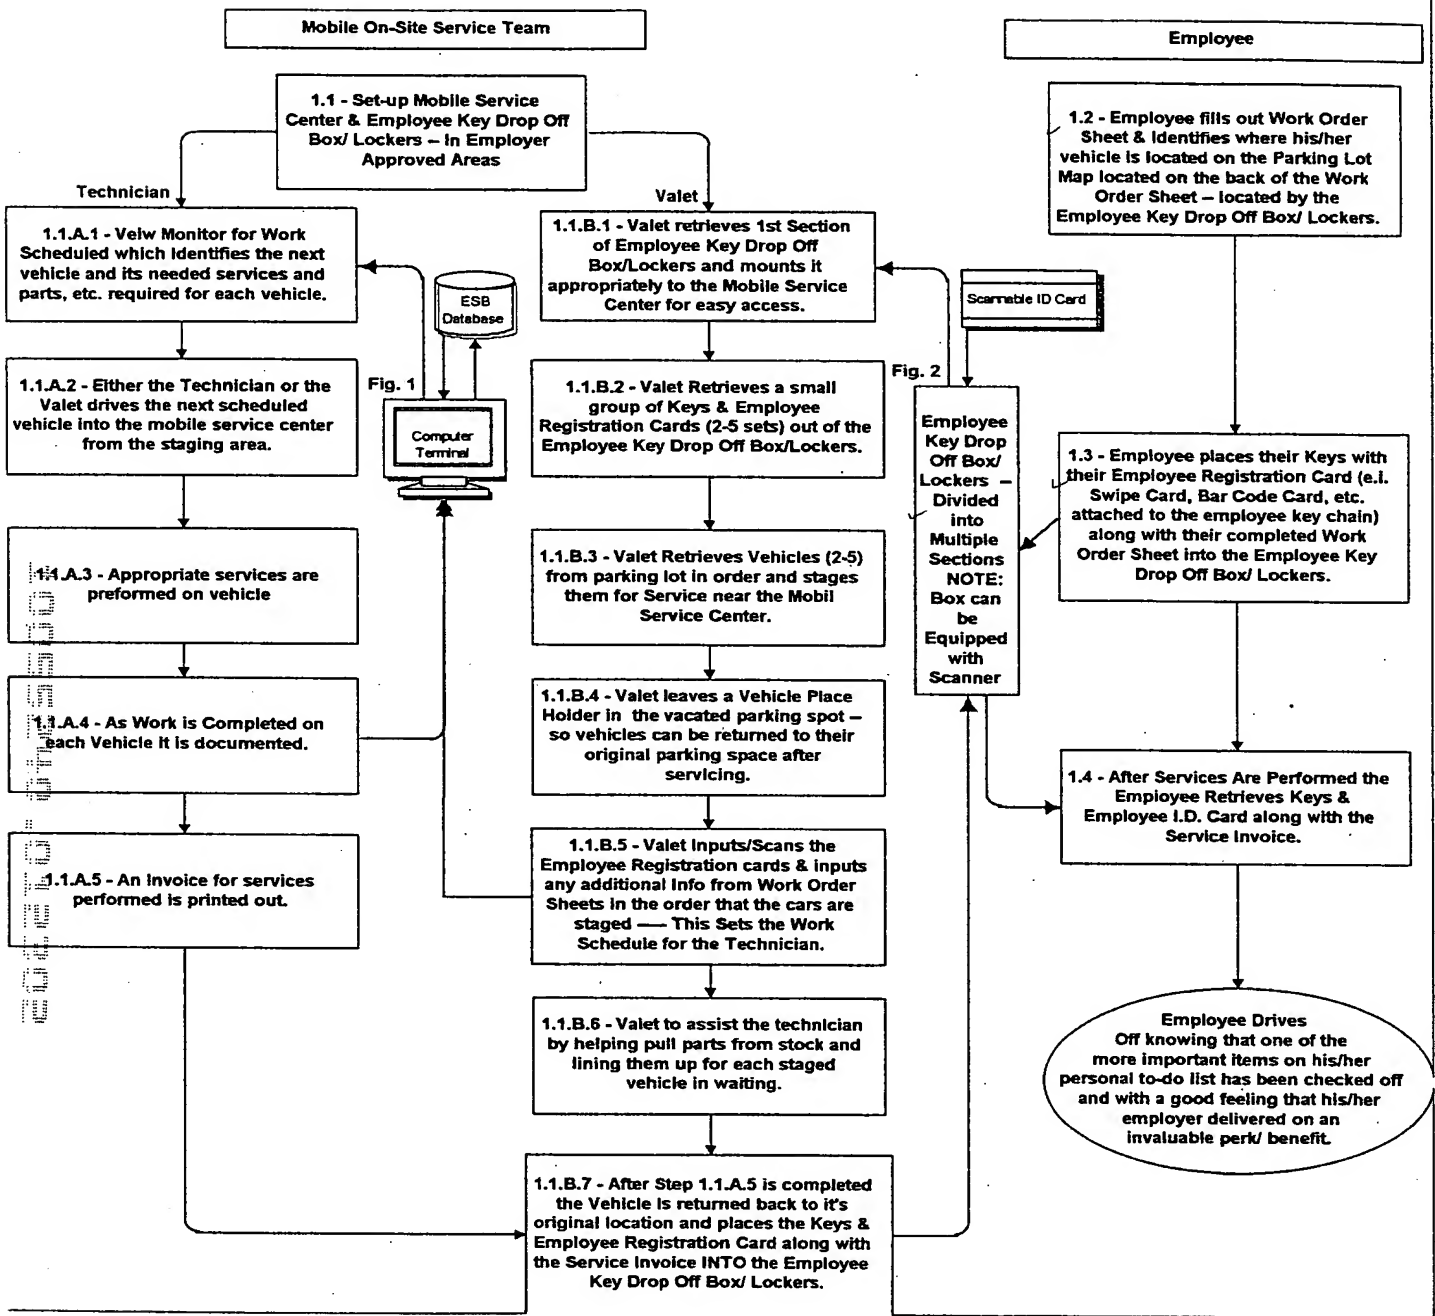 Mobile On-Site Service Team
Employee
1.1 - Set-up Mobile Service
Center & Employee Key Drop Off
Box/ Lockers – In Employer
Approved Areas
1.2 - Employee fills out Work Order
Sheet & Identifies where his/her
vehicle is located on the Parking Lot
Map located on the back of the Work
Order Sheet – located by the
Employee Key Drop Off Box/ Lockers.
Technician
Valet
1.1.A.1 - Veiw Monitor for Work
Scheduled which identifies the next
vehicle and its needed services and
parts, etc. required for each vehicle.
ESB
Database
1.1.B.1 - Valet retrieves 1st Section
of Employee Key Drop Off
Box/Lockers and mounts it
appropriately to the Mobile Service
Center for easy access.
Scannable ID Card
1.1.A.2 - Either the Technician or the
Valet drives the next scheduled
vehicle into the mobile service center
from the staging area.
Fig. 1
Computer
Terminal
1.1.B.2 - Valet Retrieves a small
group of Keys & Employee
Registration Cards (2-5 sets) out of the
Employee Key Drop Off Box/Lockers.
Fig. 2
Employee
Key Drop
Off Box/
Lockers –
Divided
into
Multiple
Sections
NOTE:
Box can
be
Equipped
with
Scanner
1.3 - Employee places their Keys with
their Employee Registration Card (e.i.
Swipe Card, Bar Code Card, etc.
attached to the employee key chain)
along with their completed Work
Order Sheet into the Employee Key
Drop Off Box/ Lockers.
1.1.A.3 - Appropriate services are
preformed on vehicle
1.1.B.3 - Valet Retrieves Vehicles (2-5)
from parking lot in order and stages
them for Service near the Mobil
Service Center.
1.1.A.4 - As Work is Completed on
each Vehicle it is documented.
1.1.B.4 - Valet leaves a Vehicle Place
Holder in the vacated parking spot –
so vehicles can be returned to their
original parking space after
servicing.
1.4 - After Services Are Performed the
Employee Retrieves Keys &
Employee I.D. Card along with the
Service Invoice.
1.1.A.5 - An Invoice for services
performed is printed out.
1.1.B.5 - Valet Inputs/Scans the
Employee Registration cards & inputs
any additional Info from Work Order
Sheets in the order that the cars are
staged –– This Sets the Work
Schedule for the Technician.
1.1.B.6 - Valet to assist the technician
by helping pull parts from stock and
lining them up for each staged
vehicle in waiting.
Employee Drives
Off knowing that one of the
more important items on his/her
personal to-do list has been checked off
and with a good feeling that his/her
employer delivered on an
invaluable perk/ benefit.
1.1.B.7 - After Step 1.1.A.5 is completed
the Vehicle is returned back to it's
original location and places the Keys &
Employee Registration Card along with
the Service Invoice INTO the Employee
Key Drop Off Box/ Lockers.